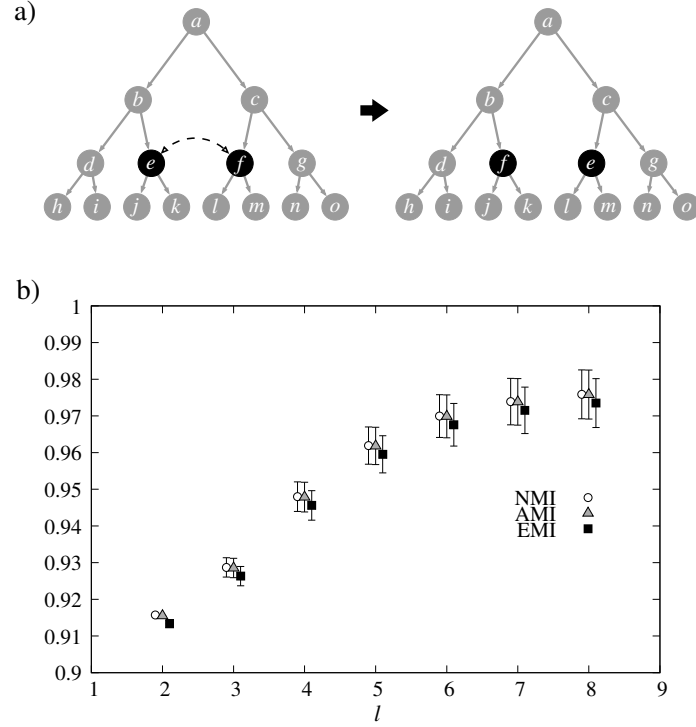 a)
a a
b c b c
d e f g d f e g
h i j k l m n o h i j k l m n o
b)
1
0.99
0.98
0.97
0.96
0.95
0.94
0.93
0.92
0.91
0.9
NMI
AMI
EMI
1 2 3 4 5 6 7 8 9
l